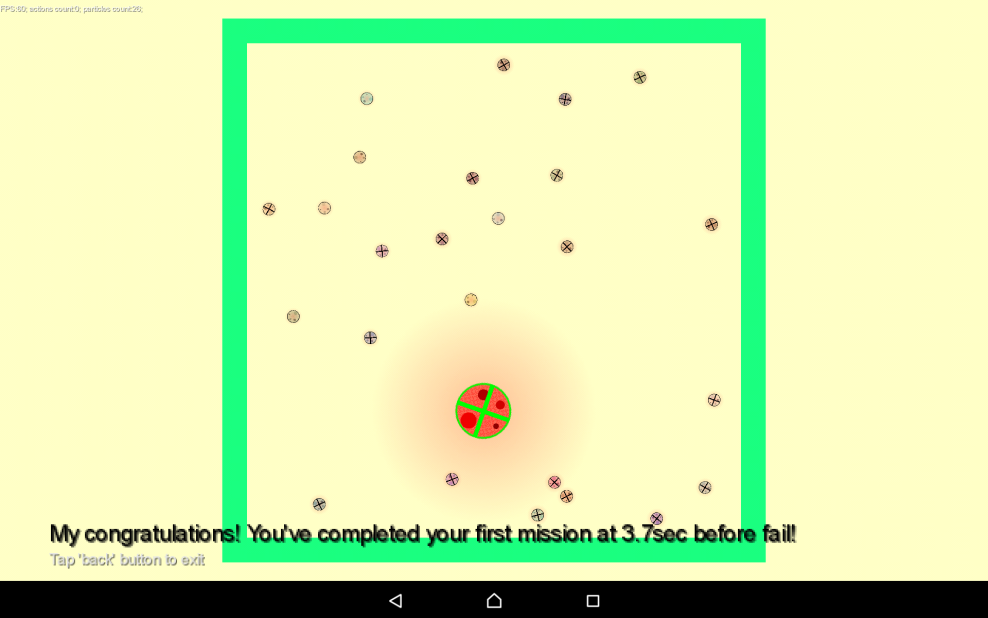 FPS:60; actions count:0; particles count:26;
My congratulations! You've completed your first mission at 3.7sec before fail!
Tap 'back' button to exit